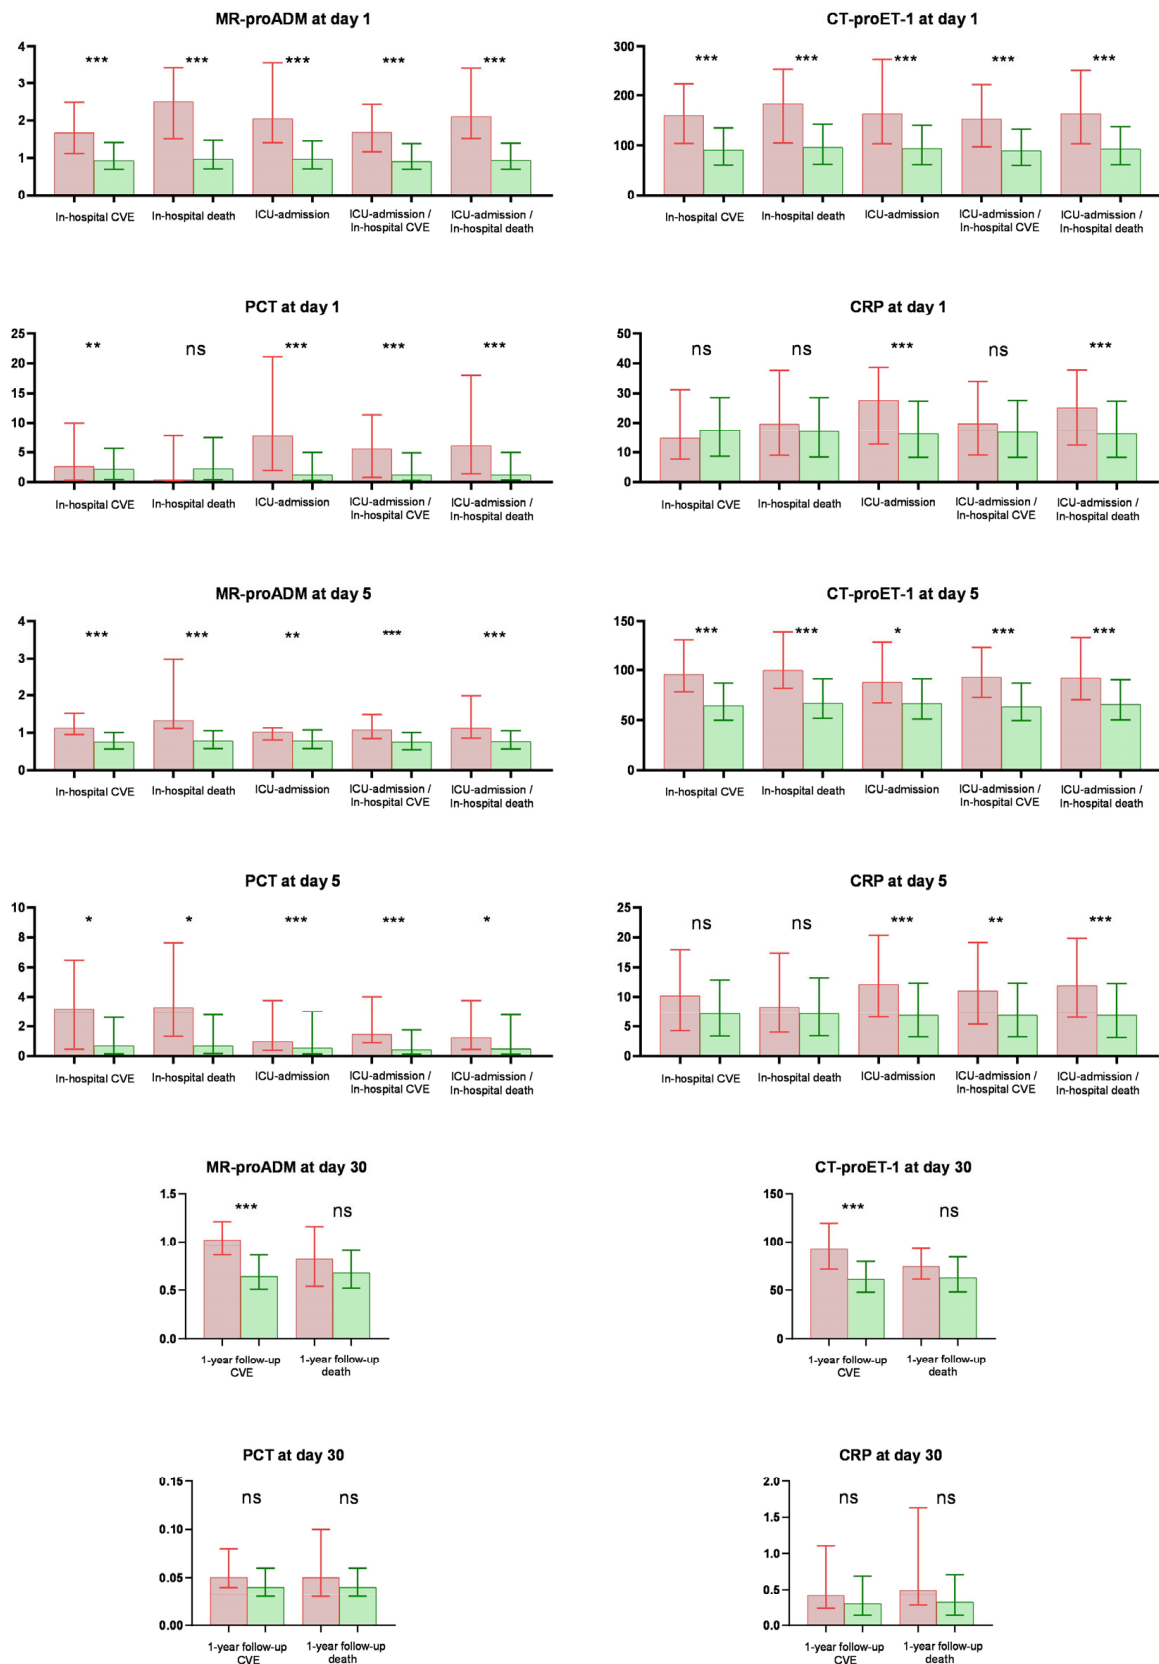 MR-proADM at day 1
4
3
2
1
0
*** *** *** *** ***
In-hospital CVE In-hospital death ICU-admission ICU-admission / ICU-admission /
In-hospital CVE In-hospital death
CT-proET-1 at day 1
300
200
100
0
*** *** *** *** ***
In-hospital CVE In-hospital death ICU-admission ICU-admission / ICU-admission /
In-hospital CVE In-hospital death
PCT at day 1
25
20
15
10
5
0
** ns *** *** ***
In-hospital CVE In-hospital death ICU-admission ICU-admission / ICU-admission /
In-hospital CVE In-hospital death
CRP at day 1
50
40
30
20
10
0
ns ns *** ns ***
In-hospital CVE In-hospital death ICU-admission ICU-admission / ICU-admission /
In-hospital CVE In-hospital death
MR-proADM at day 5
4
3
2
1
0
*** *** ** *** ***
In-hospital CVE In-hospital death ICU-admission ICU-admission / ICU-admission /
In-hospital CVE In-hospital death
CT-proET-1 at day 5
150
100
50
0
*** *** * *** ***
In-hospital CVE In-hospital death ICU-admission ICU-admission / ICU-admission /
In-hospital CVE In-hospital death
PCT at day 5
10
8
6
4
2
0
* * *** *** *
In-hospital CVE In-hospital death ICU-admission ICU-admission / ICU-admission /
In-hospital CVE In-hospital death
CRP at day 5
25
20
15
10
5
0
ns ns *** ** ***
In-hospital CVE In-hospital death ICU-admission ICU-admission / ICU-admission /
In-hospital CVE In-hospital death
MR-proADM at day 30
1.5
1.0
0.5
0.0
*** ns
1-year follow-up 1-year follow-up
CVE death
CT-proET-1 at day 30
150
100
50
0
*** ns
1-year follow-up 1-year follow-up
CVE death
PCT at day 30
0.15
0.10
0.05
0.00
ns ns
1-year follow-up 1-year follow-up
CVE death
CRP at day 30
2.0
1.5
1.0
0.5
0.0
ns ns
1-year follow-up 1-year follow-up
CVE death